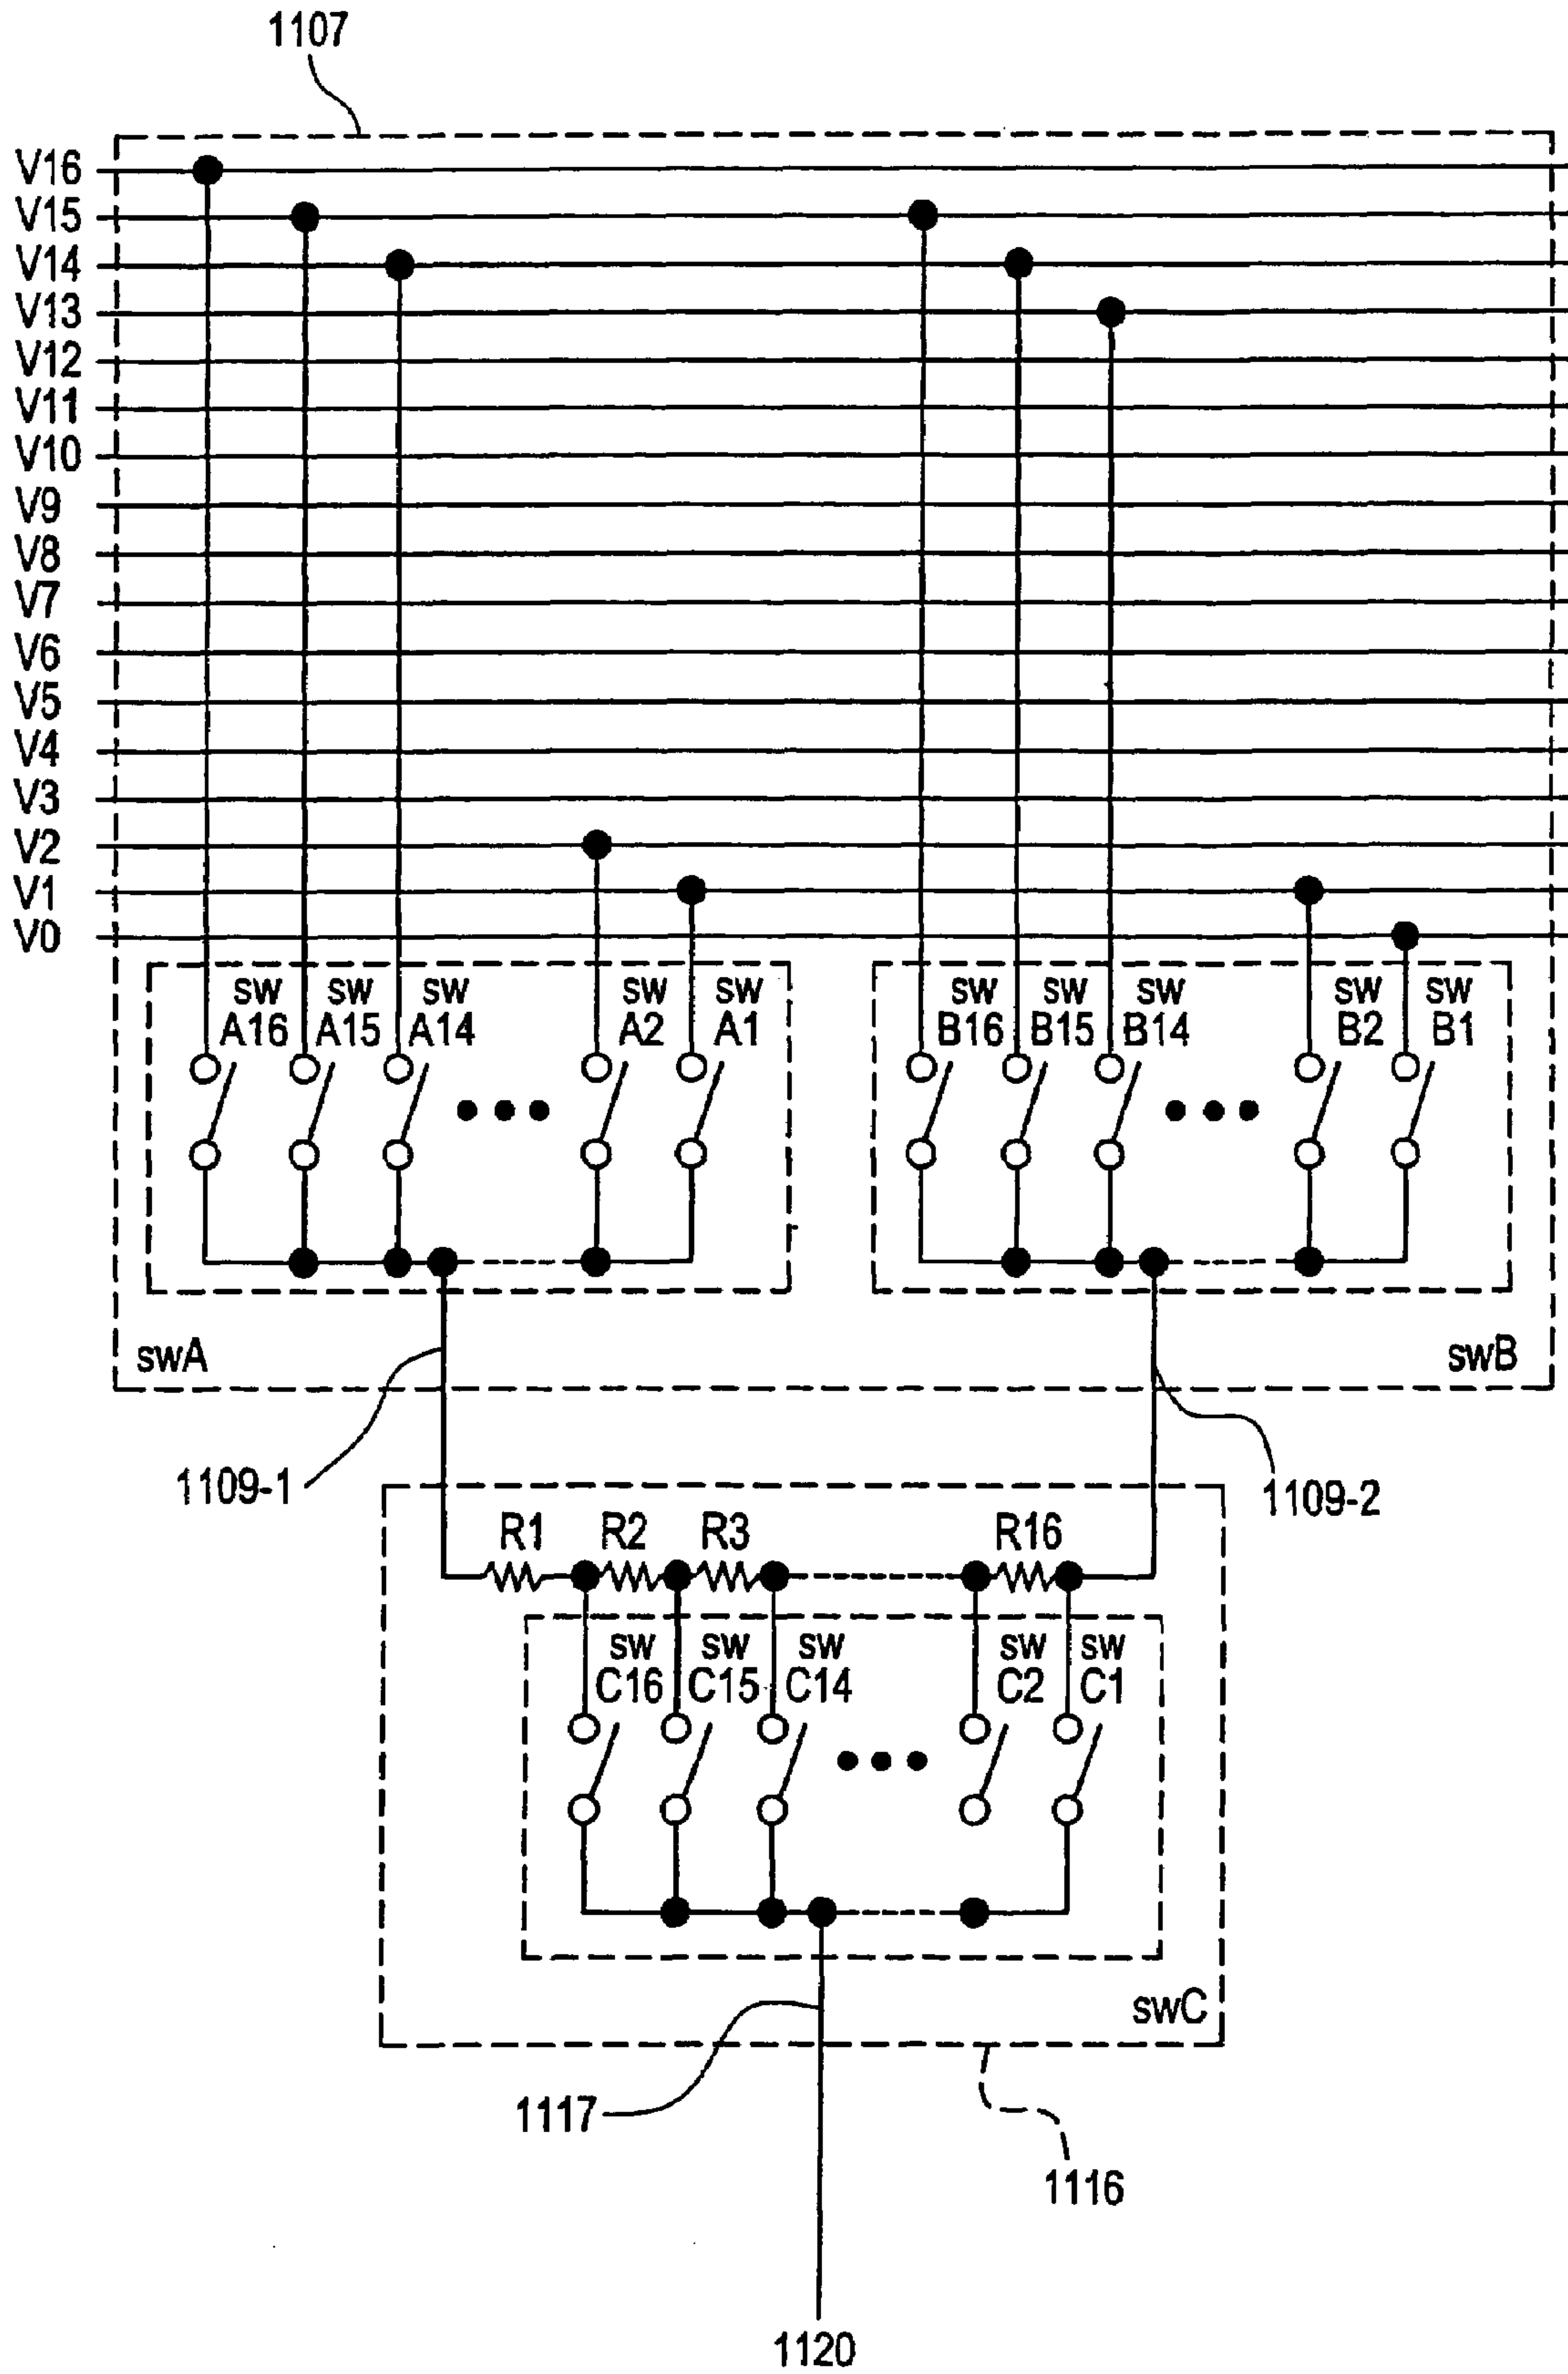 1107
V16
V15
V14
V13
V12
V11
V10
V9
V8
V7
V6
V5
V4
V3
V2
V1
V0
sw A16
sw A15
sw A14
sw A2
sw A1
sw B16
sw B15
sw B14
sw B2
sw B1
swA
swB
1109-1
1109-2
R1
R2
R3
R16
sw C16
sw C15
sw C14
sw C2
sw C1
swC
1117
1116
1120